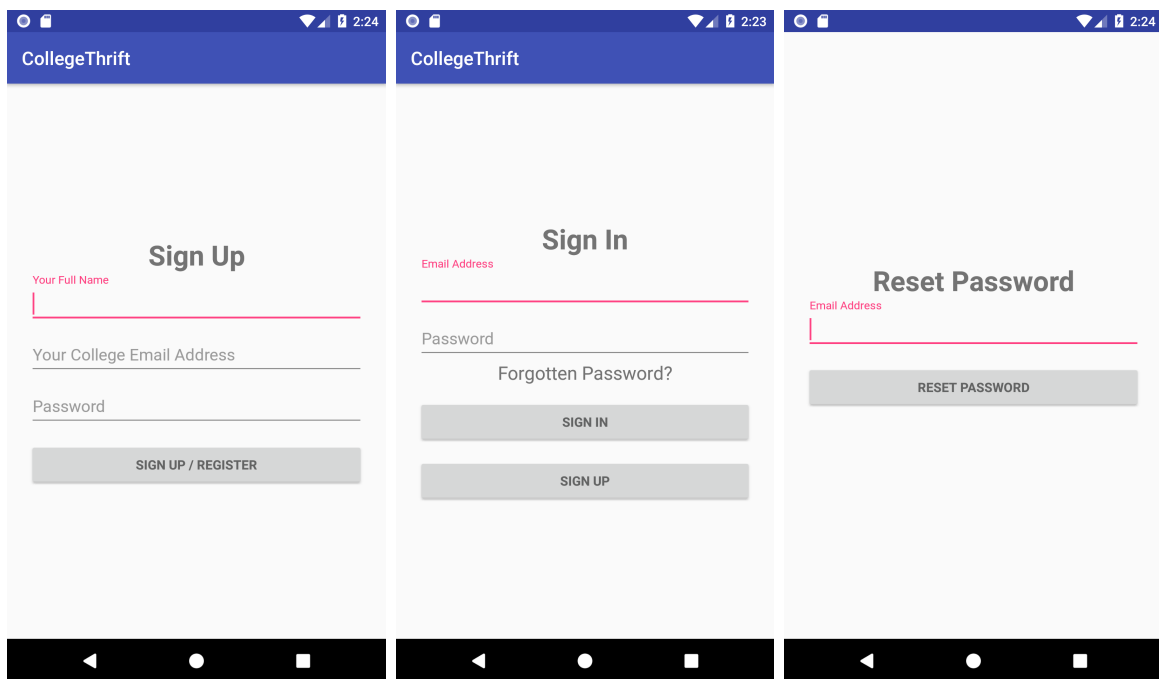 2:24
CollegeThrift
Sign Up
Your Full Name
Your College Email Address
Password
SIGN UP / REGISTER
2:23
CollegeThrift
Sign In
Email Address
Password
Forgotten Password?
SIGN IN
SIGN UP
2:24
Reset Password
Email Address
RESET PASSWORD